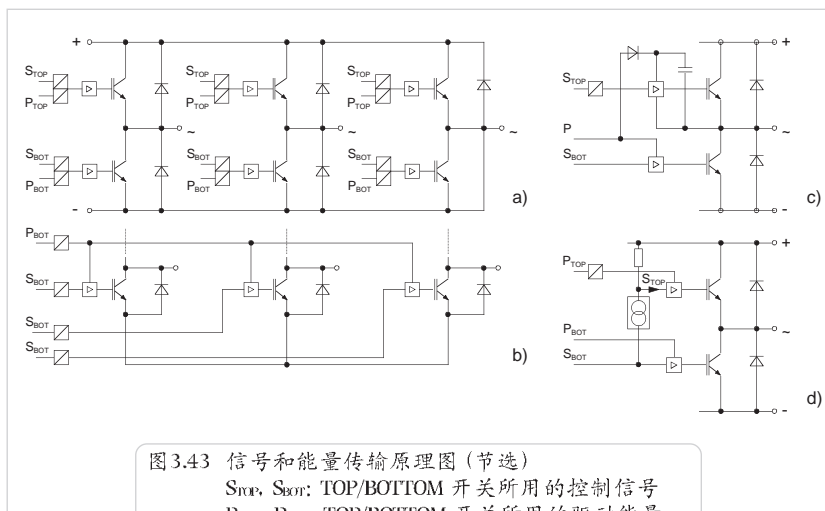 +
S_TOP S_TOP S_TOP
P_TOP P_TOP P_TOP
~ ~ ~
S_BOT S_BOT S_BOT
P_BOT P_BOT P_BOT
-
a)
P_BOT
S_BOT
S_BOT
S_BOT
b)
+
S_TOP
P
~
S_BOT
-
c)
+
P_TOP
S_TOP
P_BOT
~
S_BOT
-
d)
图3.43 信号和能量传输原理图 (节选)
S_TOP, S_BOT: TOP/BOTTOM 开关所用的控制信号